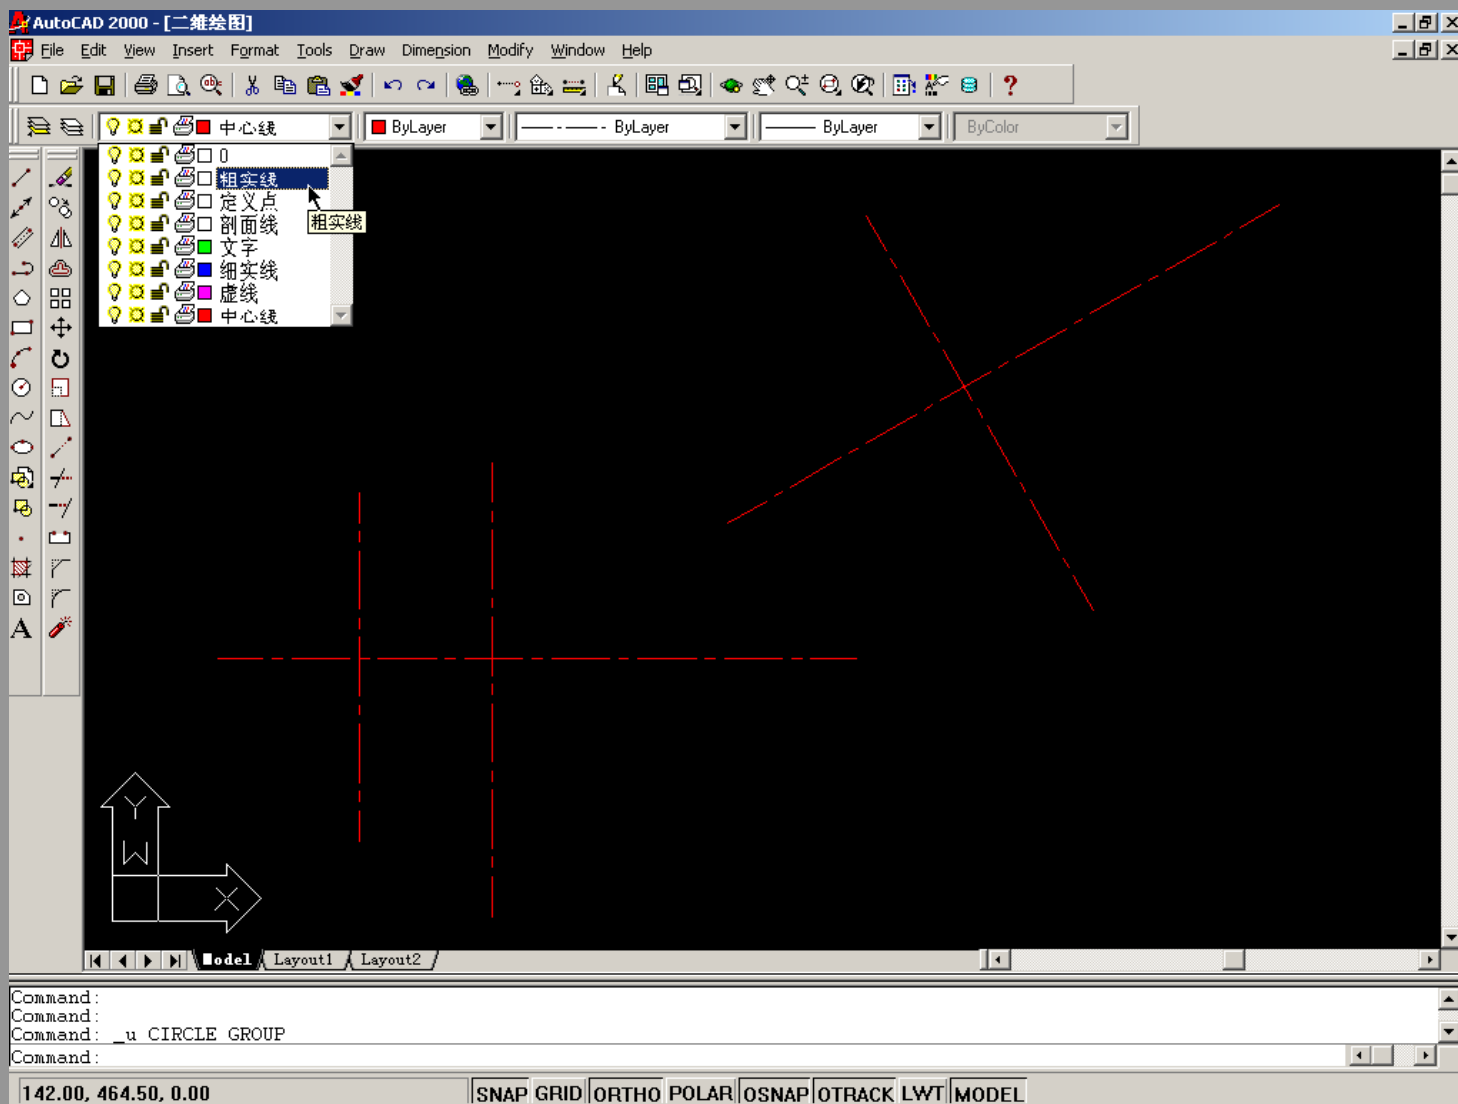 AutoCAD 2000 - [二维绘图]
File Edit View Insert Format Tools Draw Dimension Modify Window Help
中心线 ByLayer ByLayer ByLayer ByColor
0
粗实线
定义点
粗实线
剖面线
文字
细实线
虚线
中心线
A
Y
W
X
Model Layout1 Layout2
Command:
Command:
Command: _u CIRCLE GROUP
Command:
142.00, 464.50, 0.00 SNAP GRID ORTHO POLAR OSNAP OTRACK LWT MODEL